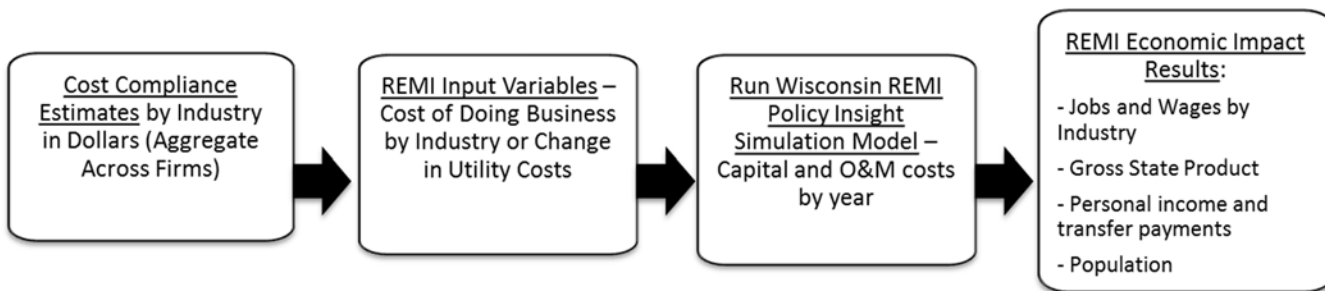 Cost Compliance
Estimates by Industry
in Dollars (Aggregate
Across Firms)
REMI Input Variables –
Cost of Doing Business
by Industry or Change
in Utility Costs
Run Wisconsin REMI
Policy Insight
Simulation Model –
Capital and O&M costs
by year
REMI Economic Impact
Results:
- Jobs and Wages by
Industry
- Gross State Product
- Personal income and
transfer payments
- Population